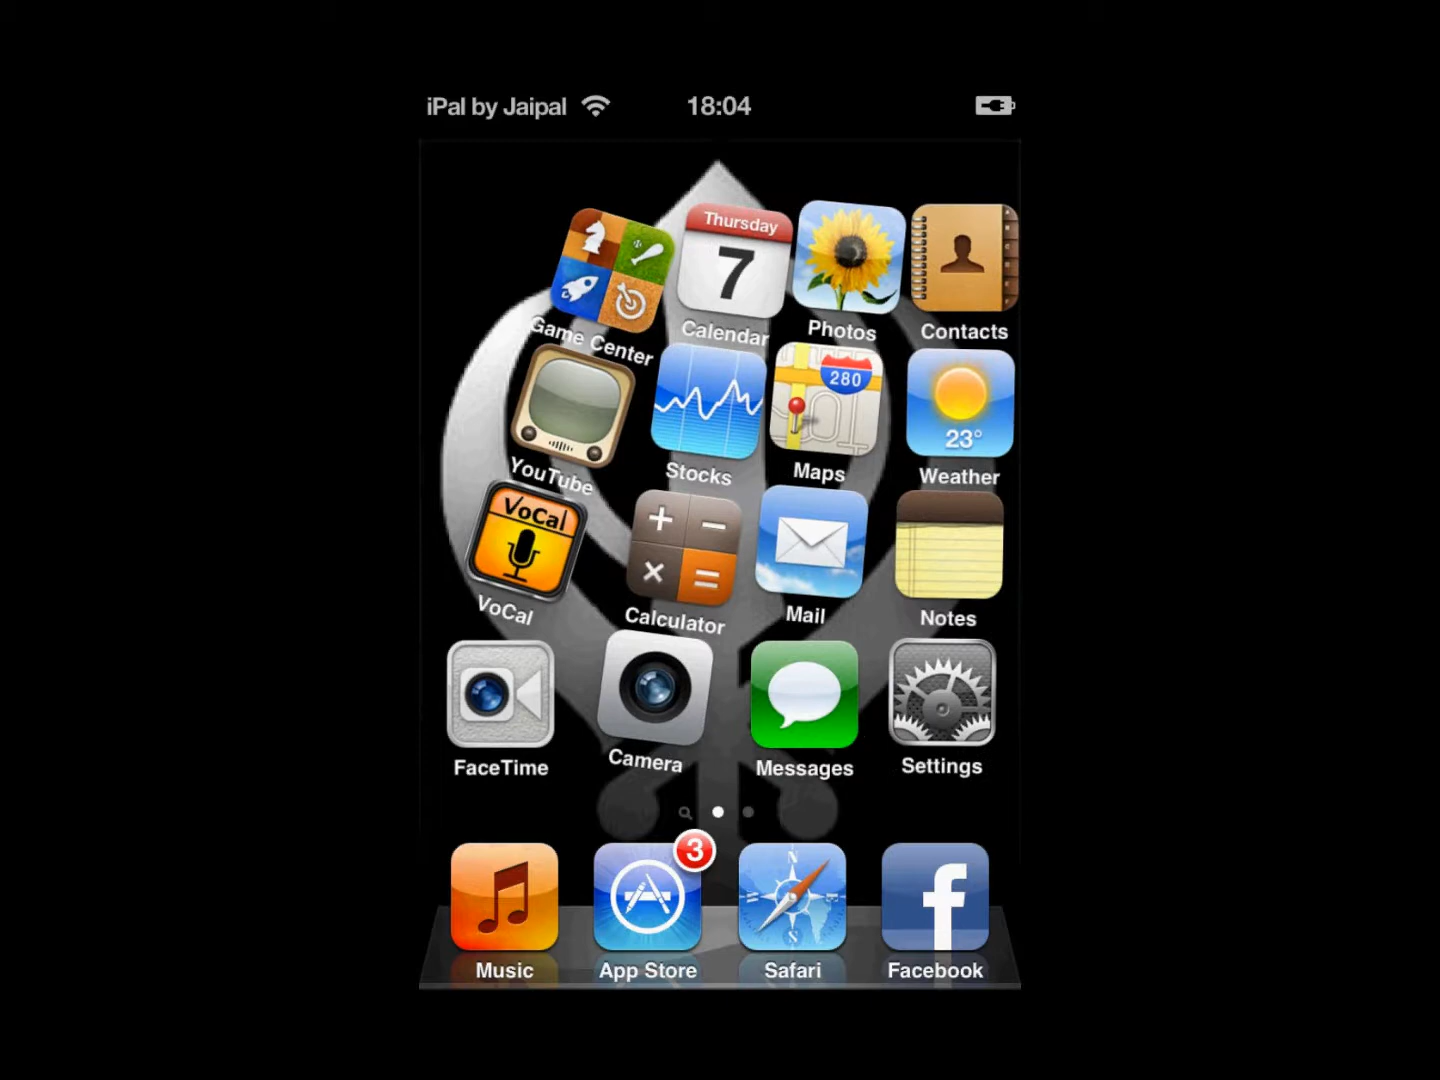 iPal by Jaipal 18:04
Thursday
7
Game Center Calendar Photos Contacts
280
23°
YouTube Stocks Maps Weather
VoCal
VoCal Calculator Mail Notes
FaceTime Camera Messages Settings
3
N
N
Music App Store Safari Facebook